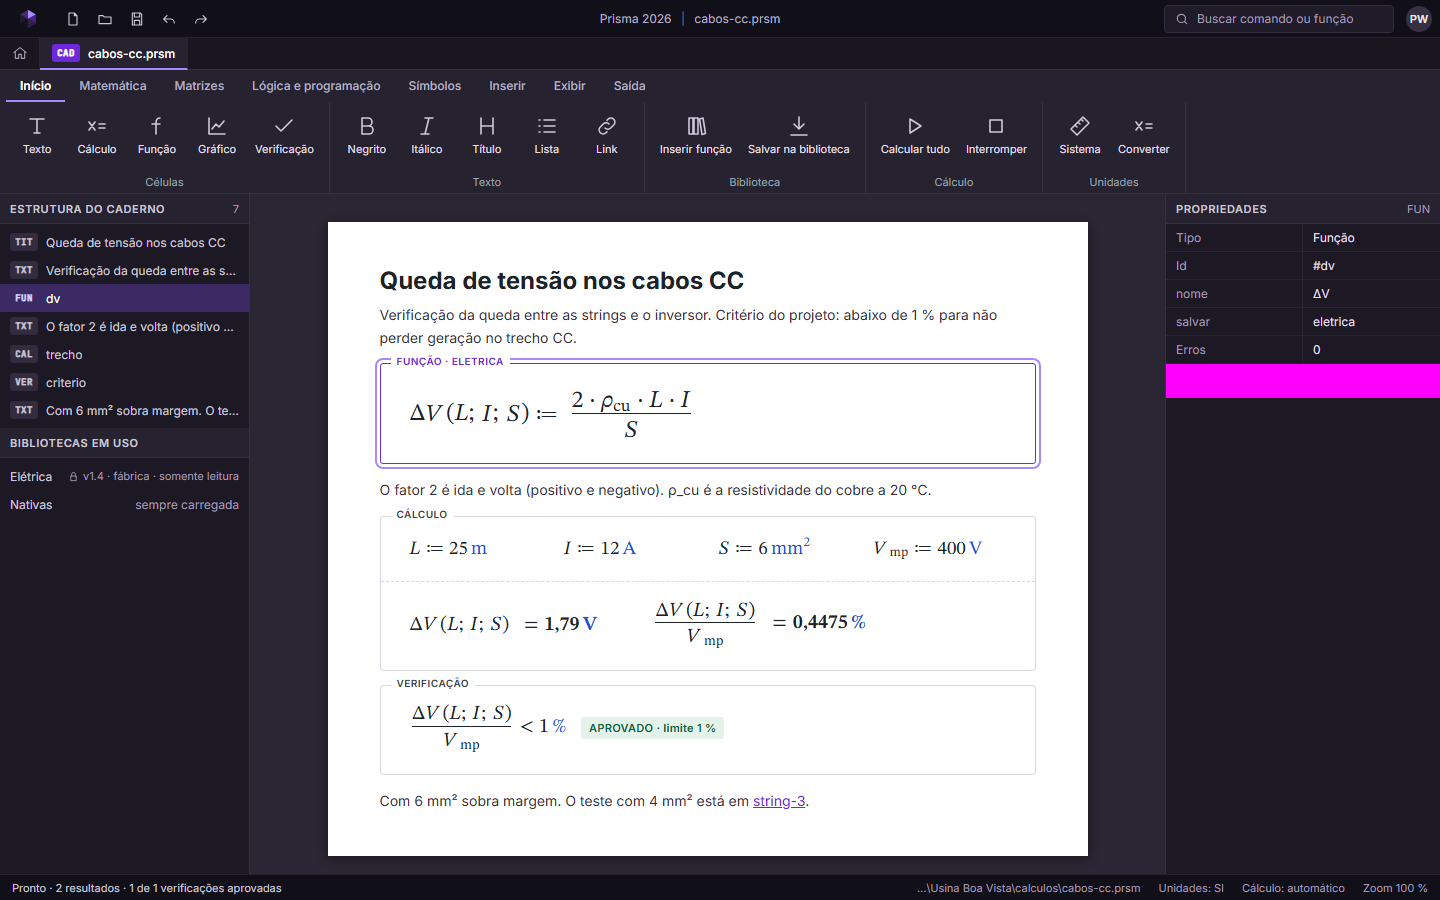 Prisma 2026 | cabos-cc.prsm
Buscar comando ou função
PW
CAD cabos-cc.prsm
Início Matemática Matrizes Lógica e programação Símbolos Inserir Exibir Saída
Texto Cálculo Função Gráfico Verificação Negrito Itálico Título Lista Link Inserir função Salvar na biblioteca Calcular tudo Interromper Sistema Converter
Células Texto Biblioteca Cálculo Unidades
ESTRUTURA DO CADERNO 7
TIT Queda de tensão nos cabos CC
TXT Verificação da queda entre as s...
FUN dv
TXT O fator 2 é ida e volta (positivo ...
CAL trecho
VER criterio
TXT Com 6 mm² sobra margem. O te...
BIBLIOTECAS EM USO
Elétrica v1.4 · fábrica · somente leitura
Nativas sempre carregada
Queda de tensão nos cabos CC
Verificação da queda entre as strings e o inversor. Critério do projeto: abaixo de 1 % para não
perder geração no trecho CC.
FUNÇÃO · ELETRICA
ΔV(L; I; S) := (2 · ρ_cu · L · I) / S
O fator 2 é ida e volta (positivo e negativo). ρ_cu é a resistividade do cobre a 20 °C.
CÁLCULO
L := 25 m I := 12 A S := 6 mm² V_mp := 400 V
ΔV(L; I; S) = 1,79 V ΔV(L; I; S) / V_mp = 0,4475 %
VERIFICAÇÃO
ΔV(L; I; S) / V_mp < 1 % APROVADO · limite 1 %
Com 6 mm² sobra margem. O teste com 4 mm² está em string-3.
PROPRIEDADES FUN
Tipo Função
Id #dv
nome ΔV
salvar eletrica
Erros 0
Pronto · 2 resultados · 1 de 1 verificações aprovadas
...\Usina Boa Vista\calculos\cabos-cc.prsm Unidades: SI Cálculo: automático Zoom 100 %